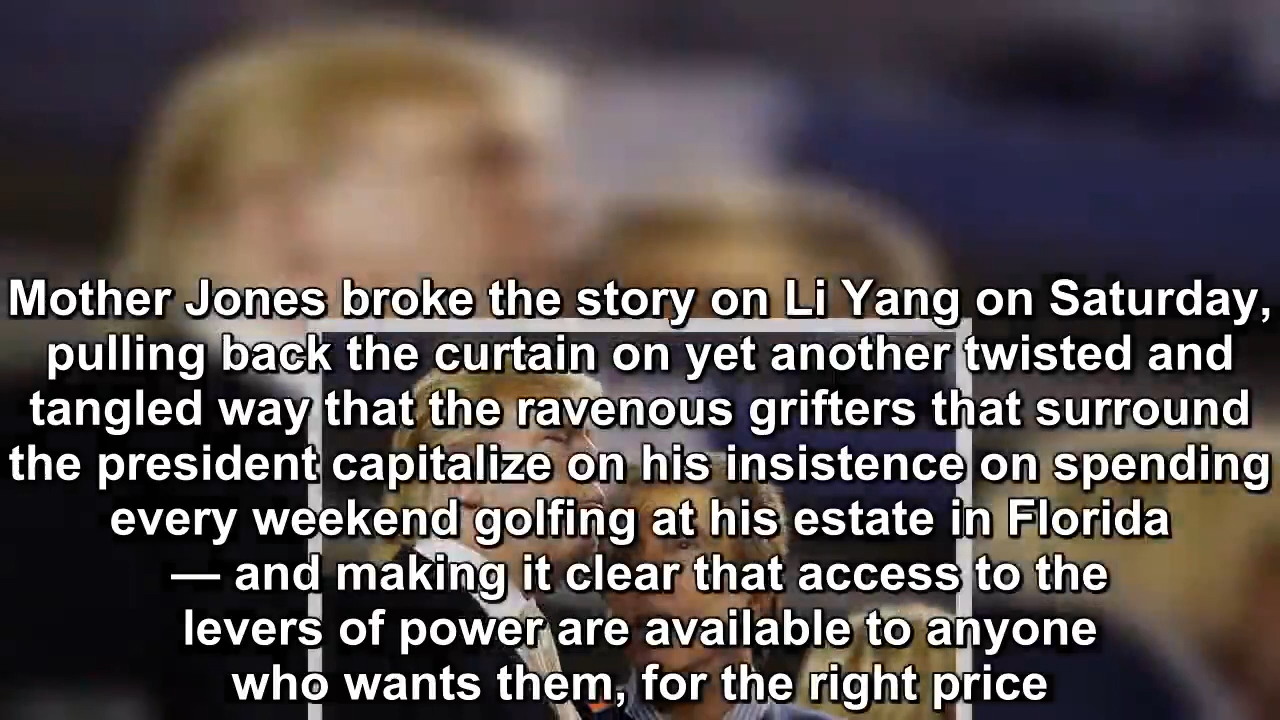 Mother Jones broke the story on Li Yang on Saturday,
pulling back the curtain on yet another twisted and
tangled way that the ravenous grifters that surround
the president capitalize on his insistence on spending
every weekend golfing at his estate in Florida
— and making it clear that access to the
levers of power are available to anyone
who wants them, for the right price